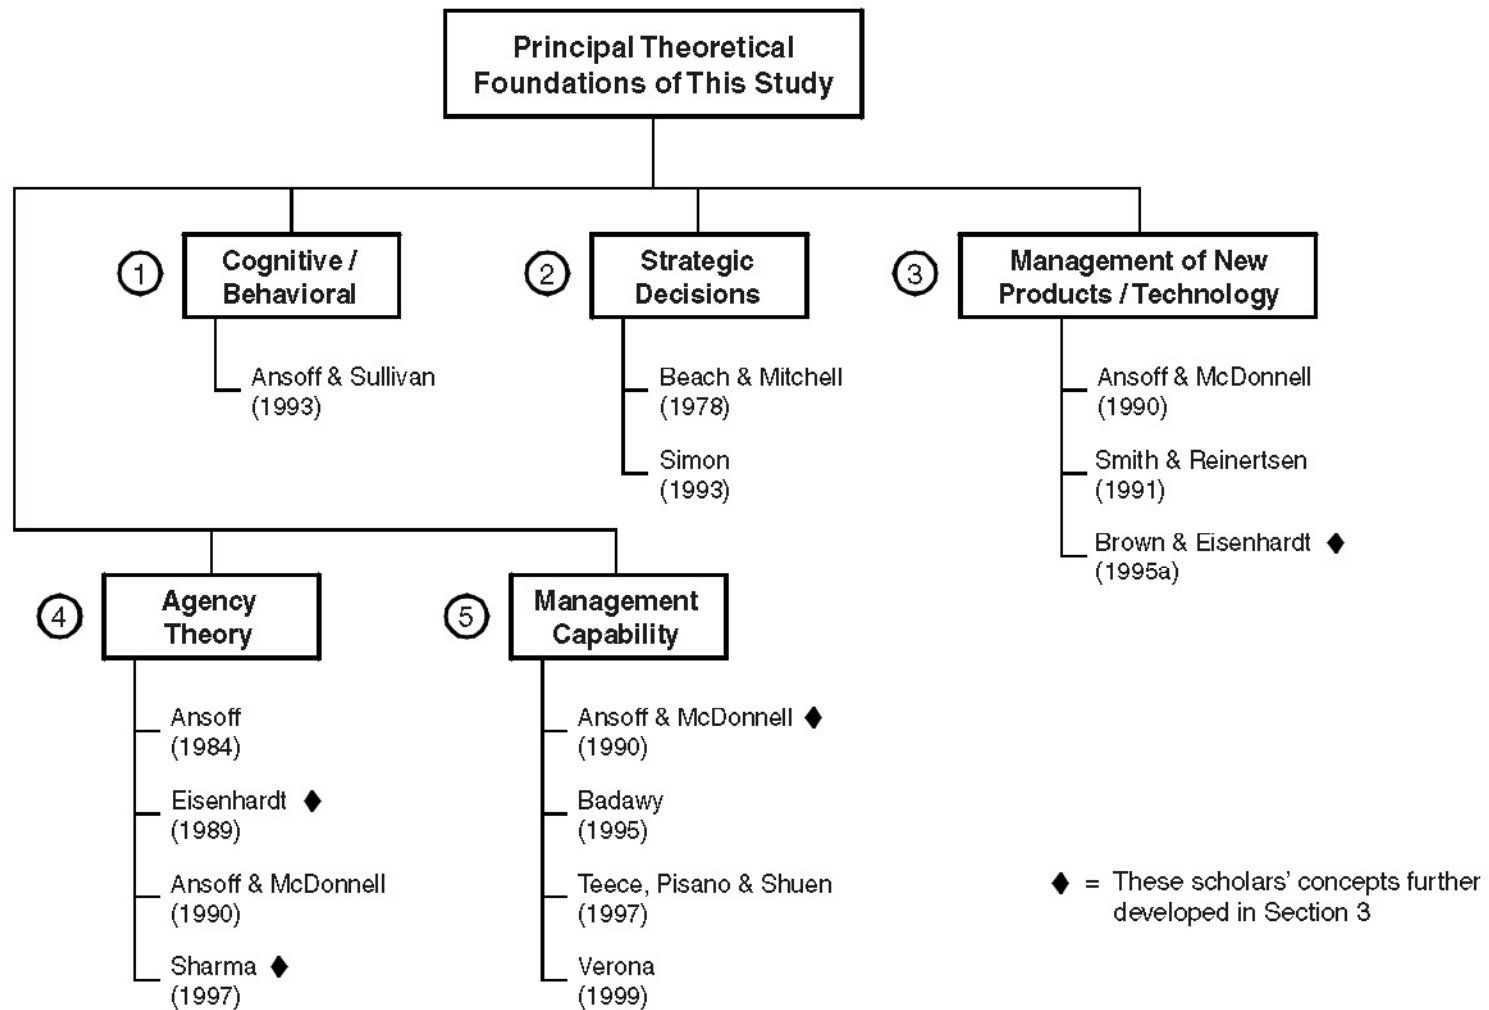 Principal Theoretical
Foundations of This Study
1
Cognitive /
Behavioral
Ansoff & Sullivan
(1993)
2
Strategic
Decisions
Beach & Mitchell
(1978)
Simon
(1993)
3
Management of New
Products / Technology
Ansoff & McDonnell
(1990)
Smith & Reinertsen
(1991)
Brown & Eisenhardt ♦
(1995a)
4
Agency
Theory
Ansoff
(1984)
Eisenhardt ♦
(1989)
Ansoff & McDonnell
(1990)
Sharma ♦
(1997)
5
Management
Capability
Ansoff & McDonnell ♦
(1990)
Badawy
(1995)
Teece, Pisano & Shuen
(1997)
Verona
(1999)
♦ = These scholars’ concepts further
developed in Section 3